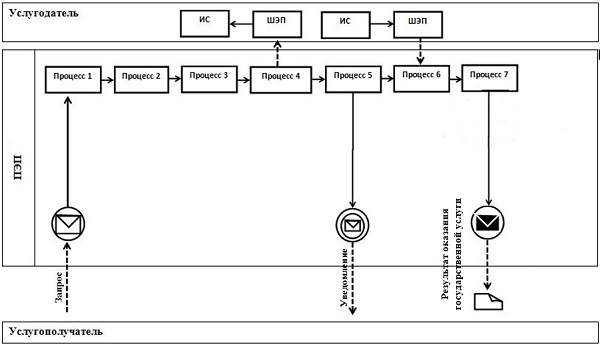 Услугодатель
ИС
ШЭП
ИС
ШЭП
ПЭП
Процесс 1
Процесс 2
Процесс 3
Процесс 4
Процесс 5
Процесс 6
Процесс 7
Запрос
Уведомление
Результат оказания
государственной услуги
Услугополучатель